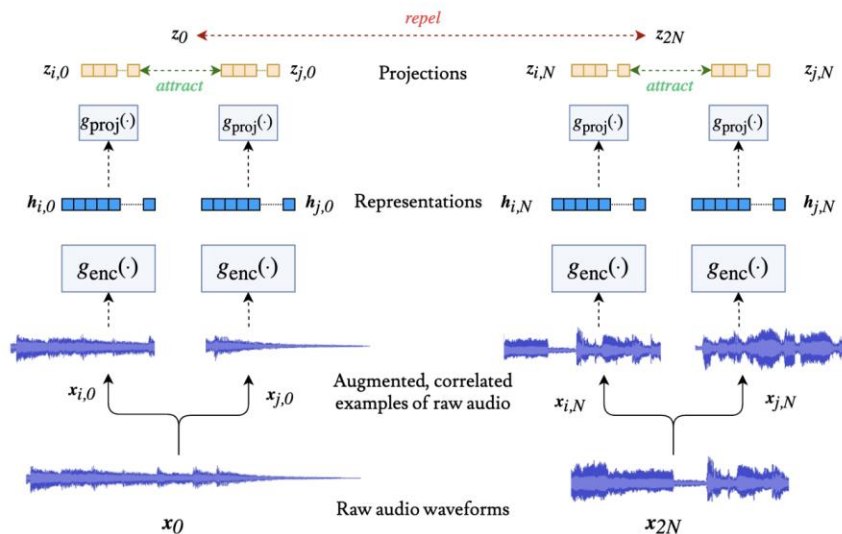 repel
z0 z2N
zi,0 zj,0 Projections zi,N zj,N
attract attract
gproj(·) gproj(·) gproj(·) gproj(·)
hi,0 hj,0 Representations hi,N hj,N
genc(·) genc(·) genc(·) genc(·)
xi,0 xj,0 Augmented, correlated xi,N xj,N
examples of raw audio
Raw audio waveforms
x0 x2N